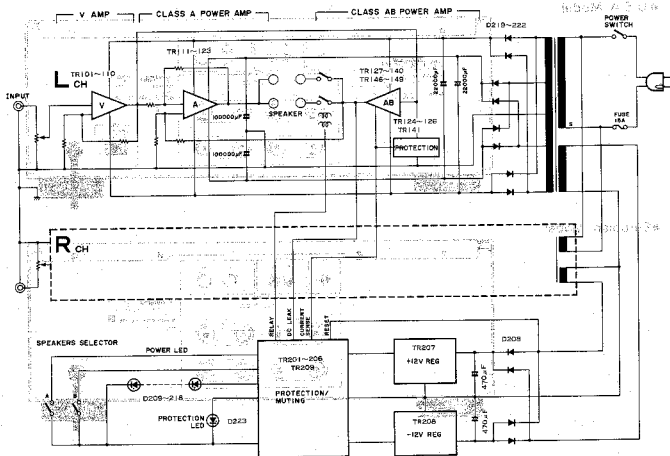 V AMP
CLASS A POWER AMP
CLASS AB POWER AMP
D219~222
POWER
SWITCH
L CH
TR101~110
TR111~123
TR127~140
TR146~149
INPUT
V
A
AB
100000µF
100000µF
SPEAKER
22000µF
22000µF
TR124~126
TR141
PROTECTION
S
FUSE
15A
R CH
RELAY
DC LEAK
CURRENT
SENSE
RESET
SPEAKERS SELECTOR
POWER LED
A
B
D209~218
PROTECTION
LED
D223
TR201~206
TR209
PROTECTION/
MUTING
TR207
+12V REG
TR208
-12V REG
470µF
470µF
D208